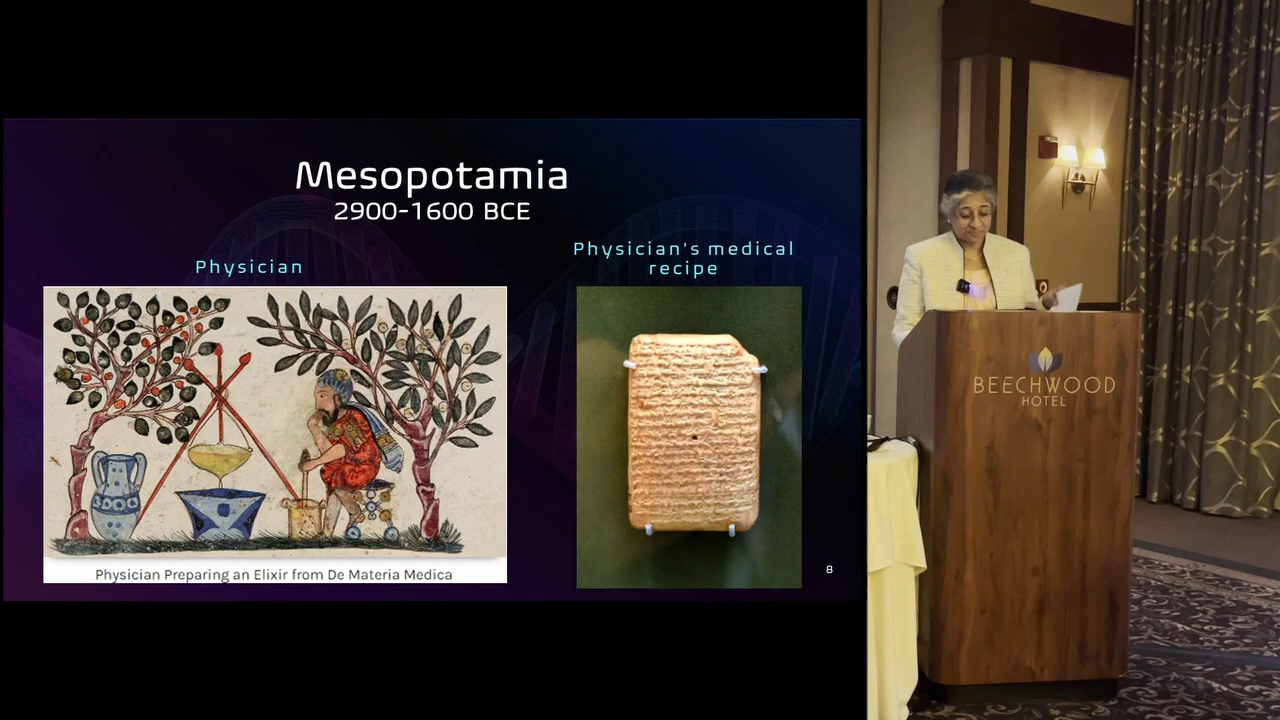 Mesopotamia
2900-1600 BCE
Physician
Physician's medical
recipe
Physician Preparing an Elixir from De Materia Medica
8
BEECHWOOD
HOTEL